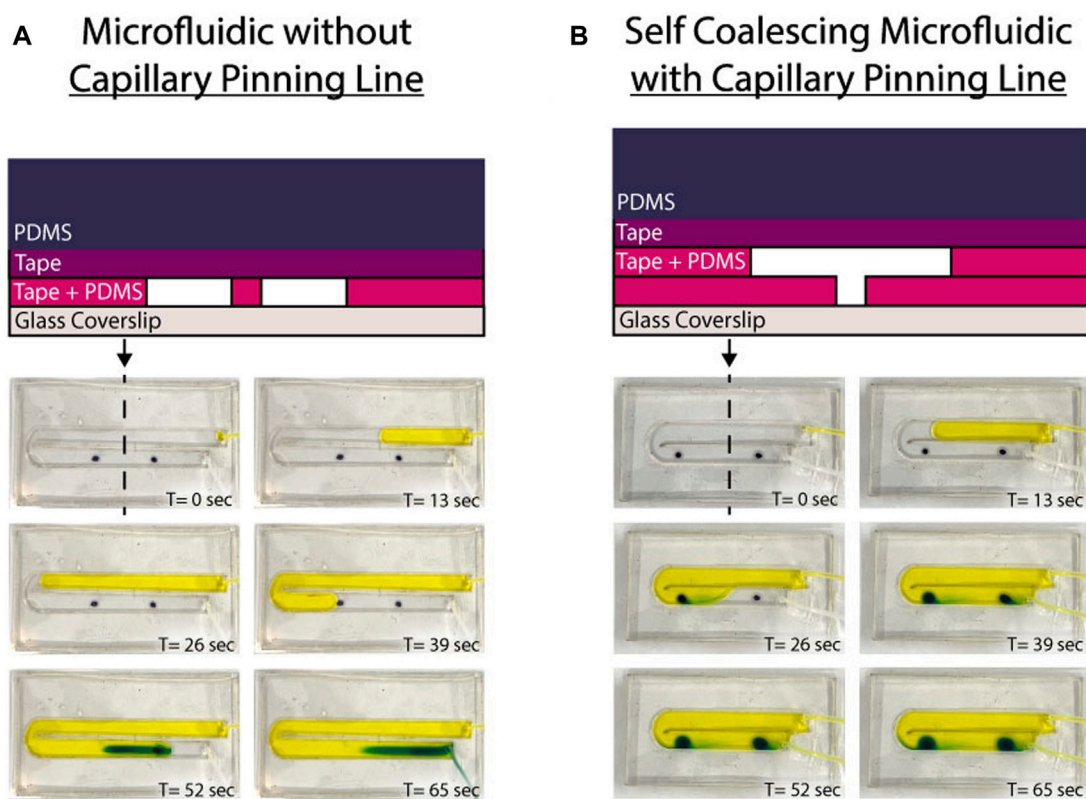 A
Microfluidic without
Capillary Pinning Line
PDMS
Tape
Tape + PDMS
Glass Coverslip
T= 0 sec
T= 13 sec
T= 26 sec
T= 39 sec
T= 52 sec
T= 65 sec
B
Self Coalescing Microfluidic
with Capillary Pinning Line
PDMS
Tape
Tape + PDMS
Glass Coverslip
T= 0 sec
T= 13 sec
T= 26 sec
T= 39 sec
T= 52 sec
T= 65 sec